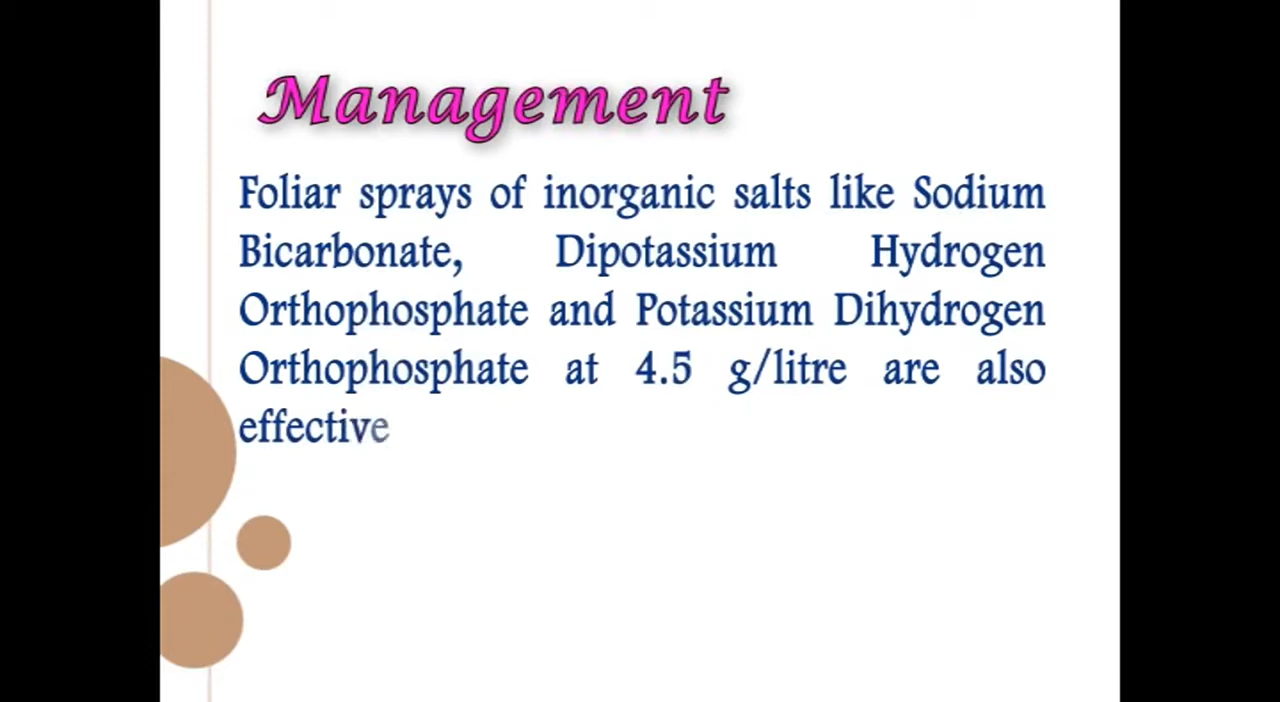 Management
Foliar sprays of inorganic salts like Sodium
Bicarbonate, Dipotassium Hydrogen
Orthophosphate and Potassium Dihydrogen
Orthophosphate at 4.5 g/litre are also
effective